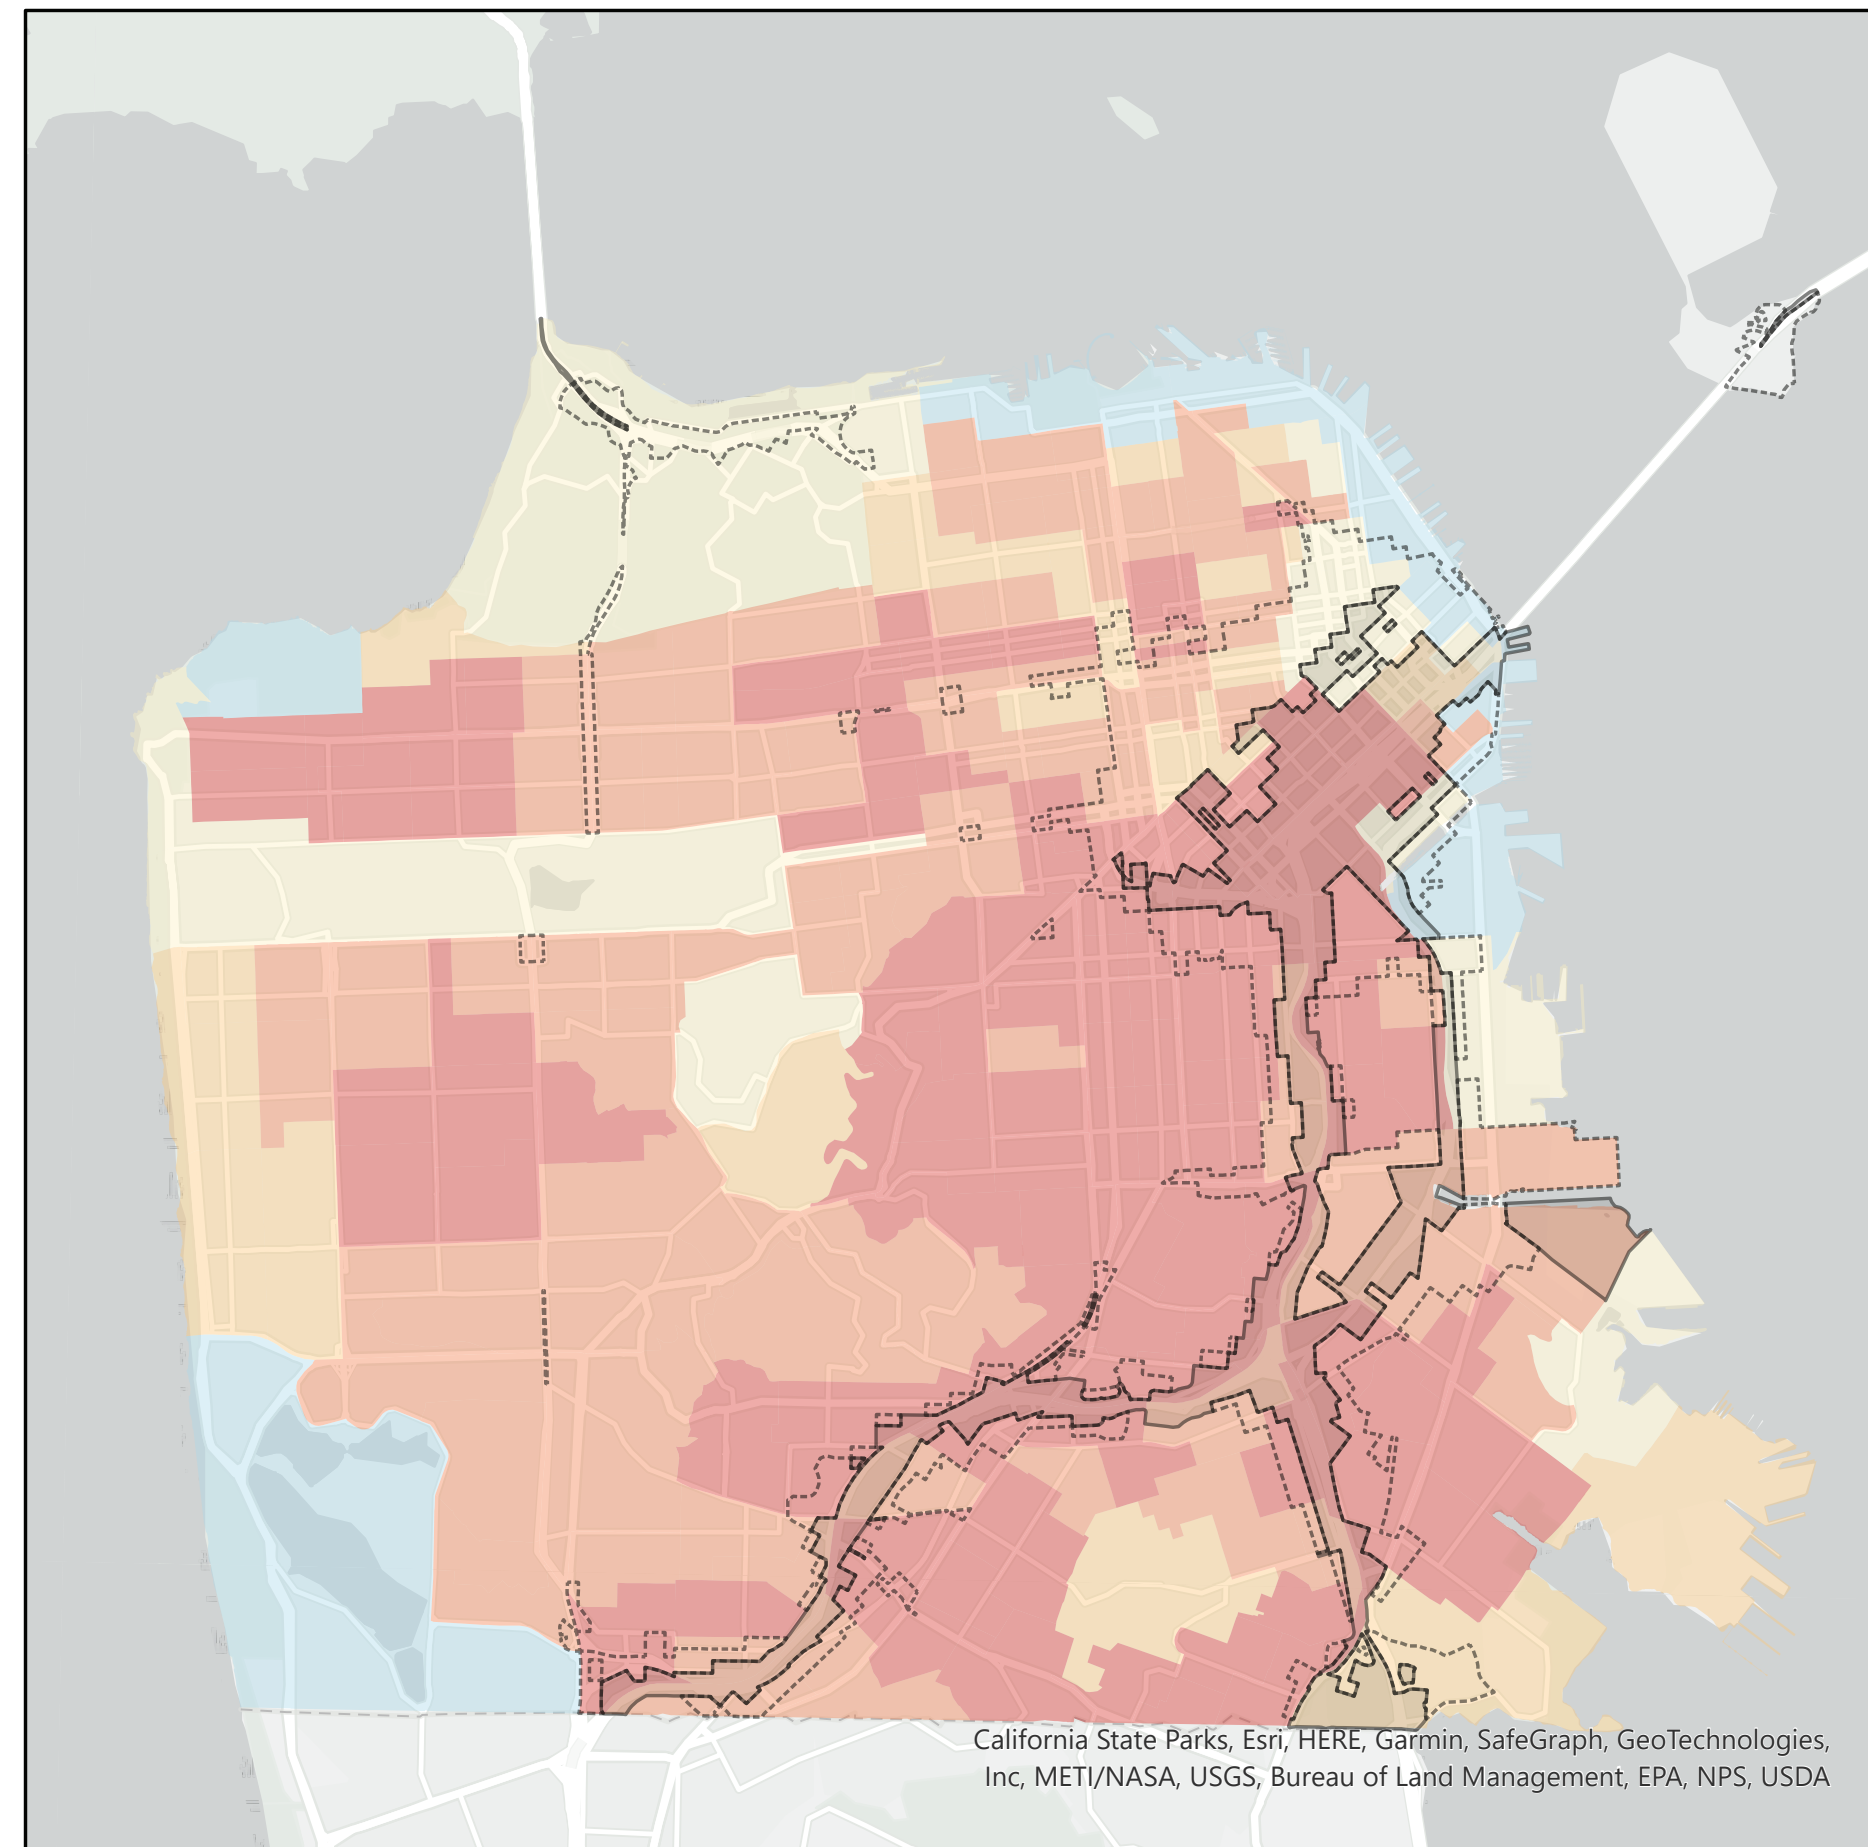 California State Parks, Esri, HERE, Garmin, SafeGraph, GeoTechnologies,
Inc, METI/NASA, USGS, Bureau of Land Management, EPA, NPS, USDA